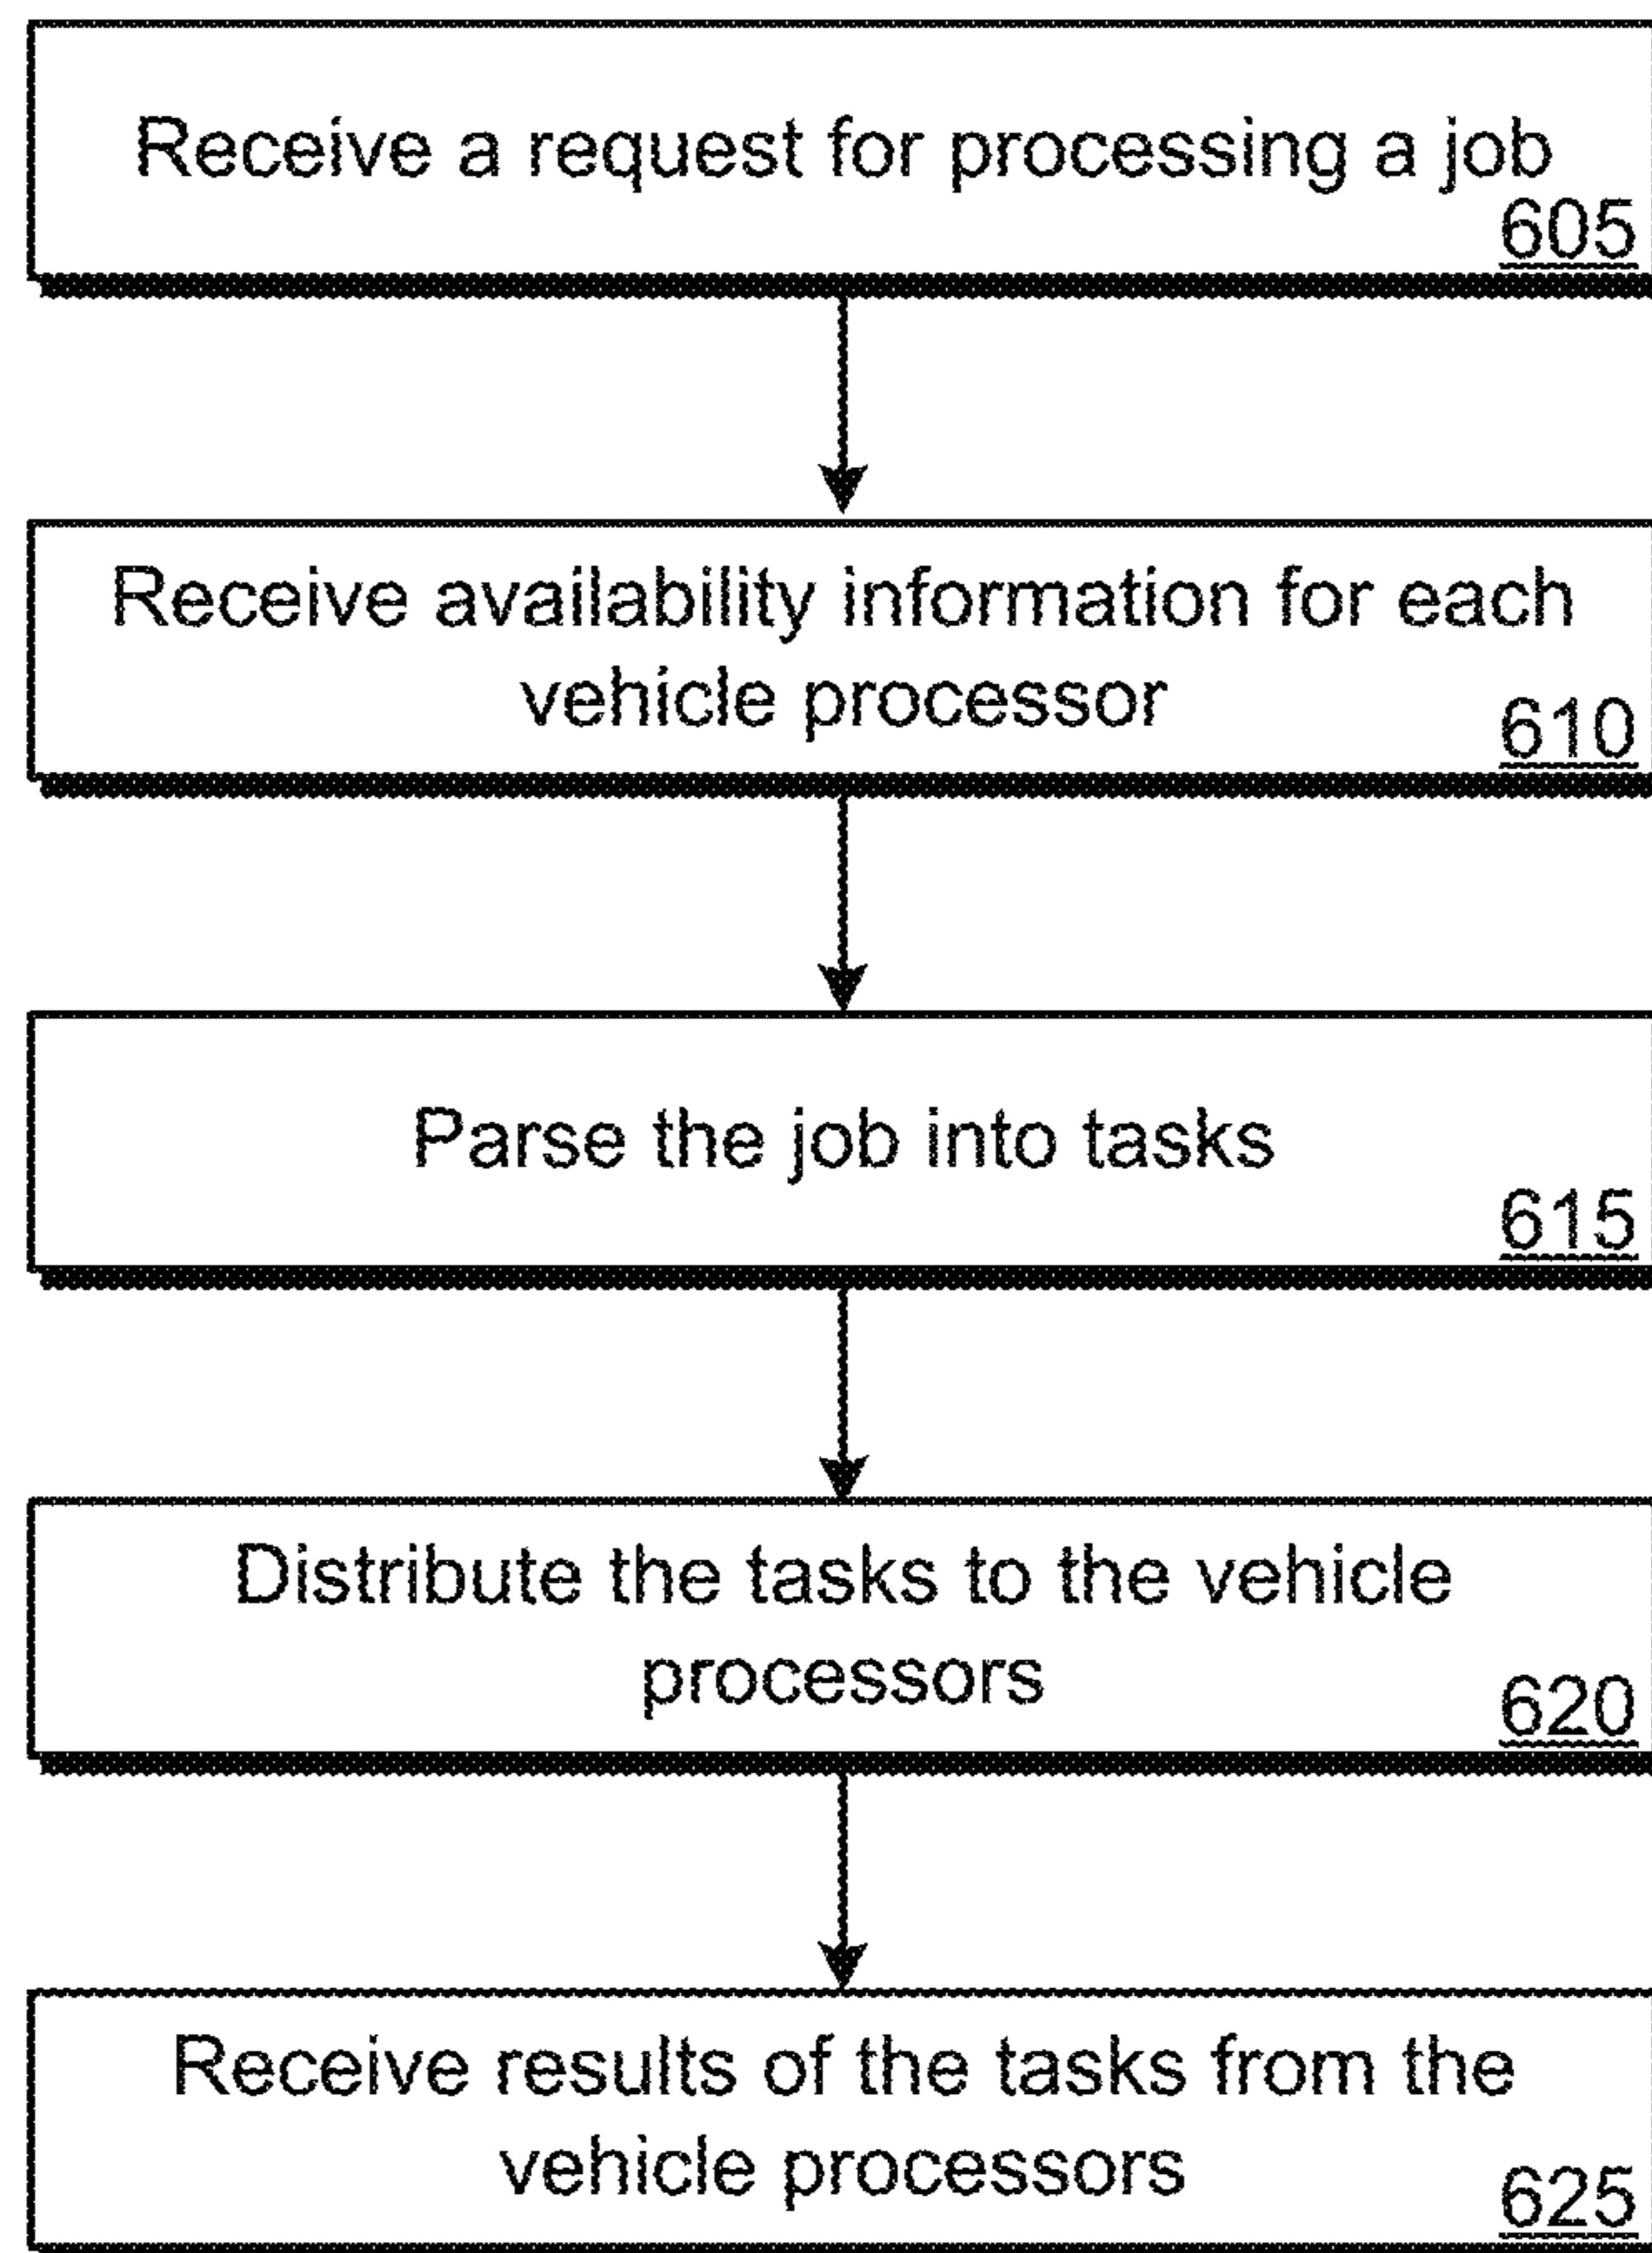 Receive a request for processing a job
605
Receive availability information for each
vehicle processor
610
Parse the job into tasks
615
Distribute the tasks to the vehicle
processors
620
Receive results of the tasks from the
vehicle processors
625